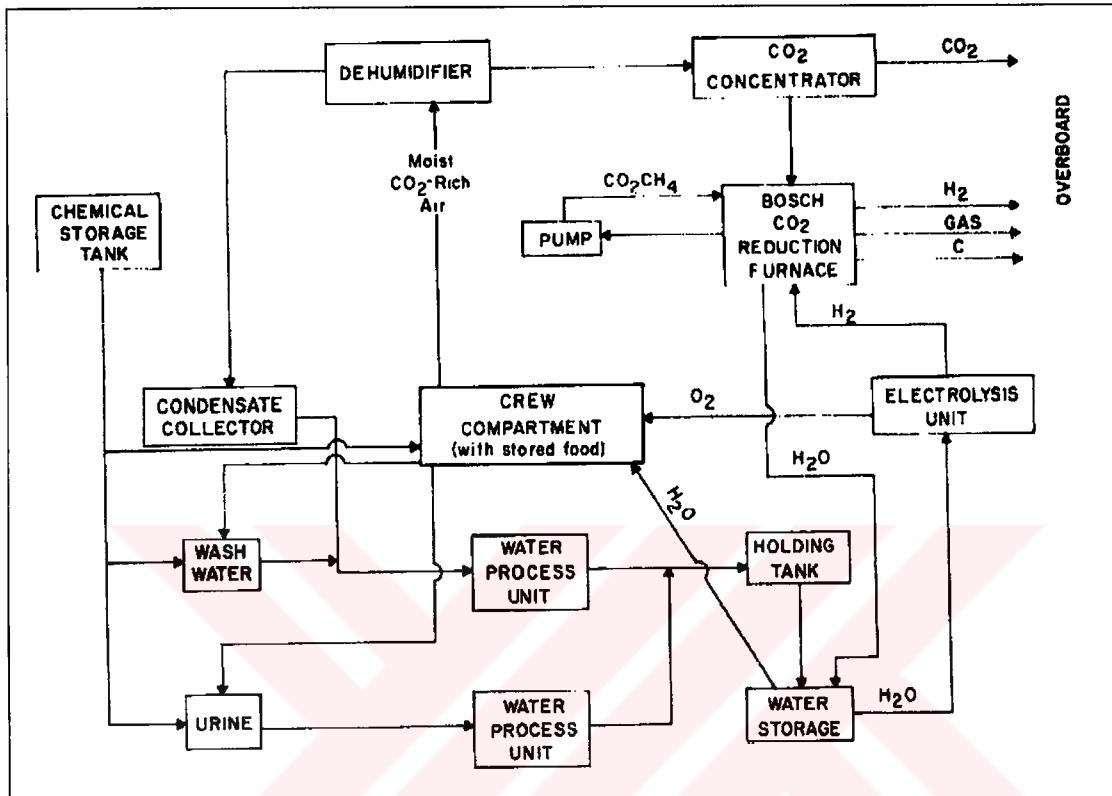 DEHUMIDIFIER
CO2
CONCENTRATOR
CO2
OVERBOARD
Moist
CO2-Rich
Air
CHEMICAL
STORAGE
TANK
CO2CH4
PUMP
BOSCH
CO2
REDUCTION
FURNACE
H2
GAS
C
H2
CONDENSATE
COLLECTOR
CREW
COMPARTMENT
(with stored food)
O2
ELECTROLYSIS
UNIT
H2O
H2O
WASH
WATER
WATER
PROCESS
UNIT
HOLDING
TANK
URINE
WATER
PROCESS
UNIT
WATER
STORAGE
H2O